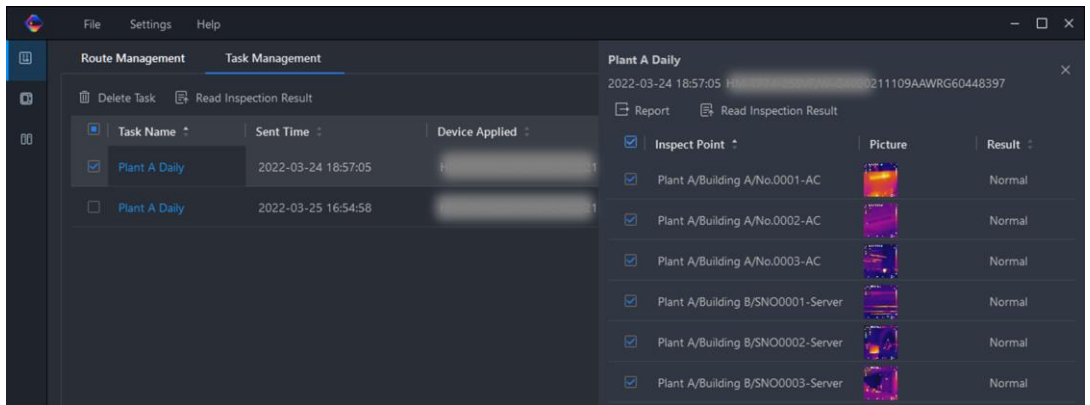 File Settings Help
Route Management Task Management
Delete Task Read Inspection Result
Task Name Sent Time Device Applied
Plant A Daily 2022-03-24 18:57:05
Plant A Daily 2022-03-25 16:54:58
Plant A Daily
2022-03-24 18:57:05 20211109AAWRG60448397
Report Read Inspection Result
Inspect Point Picture Result
Plant A/Building A/No.0001-AC Normal
Plant A/Building A/No.0002-AC Normal
Plant A/Building A/No.0003-AC Normal
Plant A/Building B/SNO0001-Server Normal
Plant A/Building B/SNO0002-Server Normal
Plant A/Building B/SNO0003-Server Normal